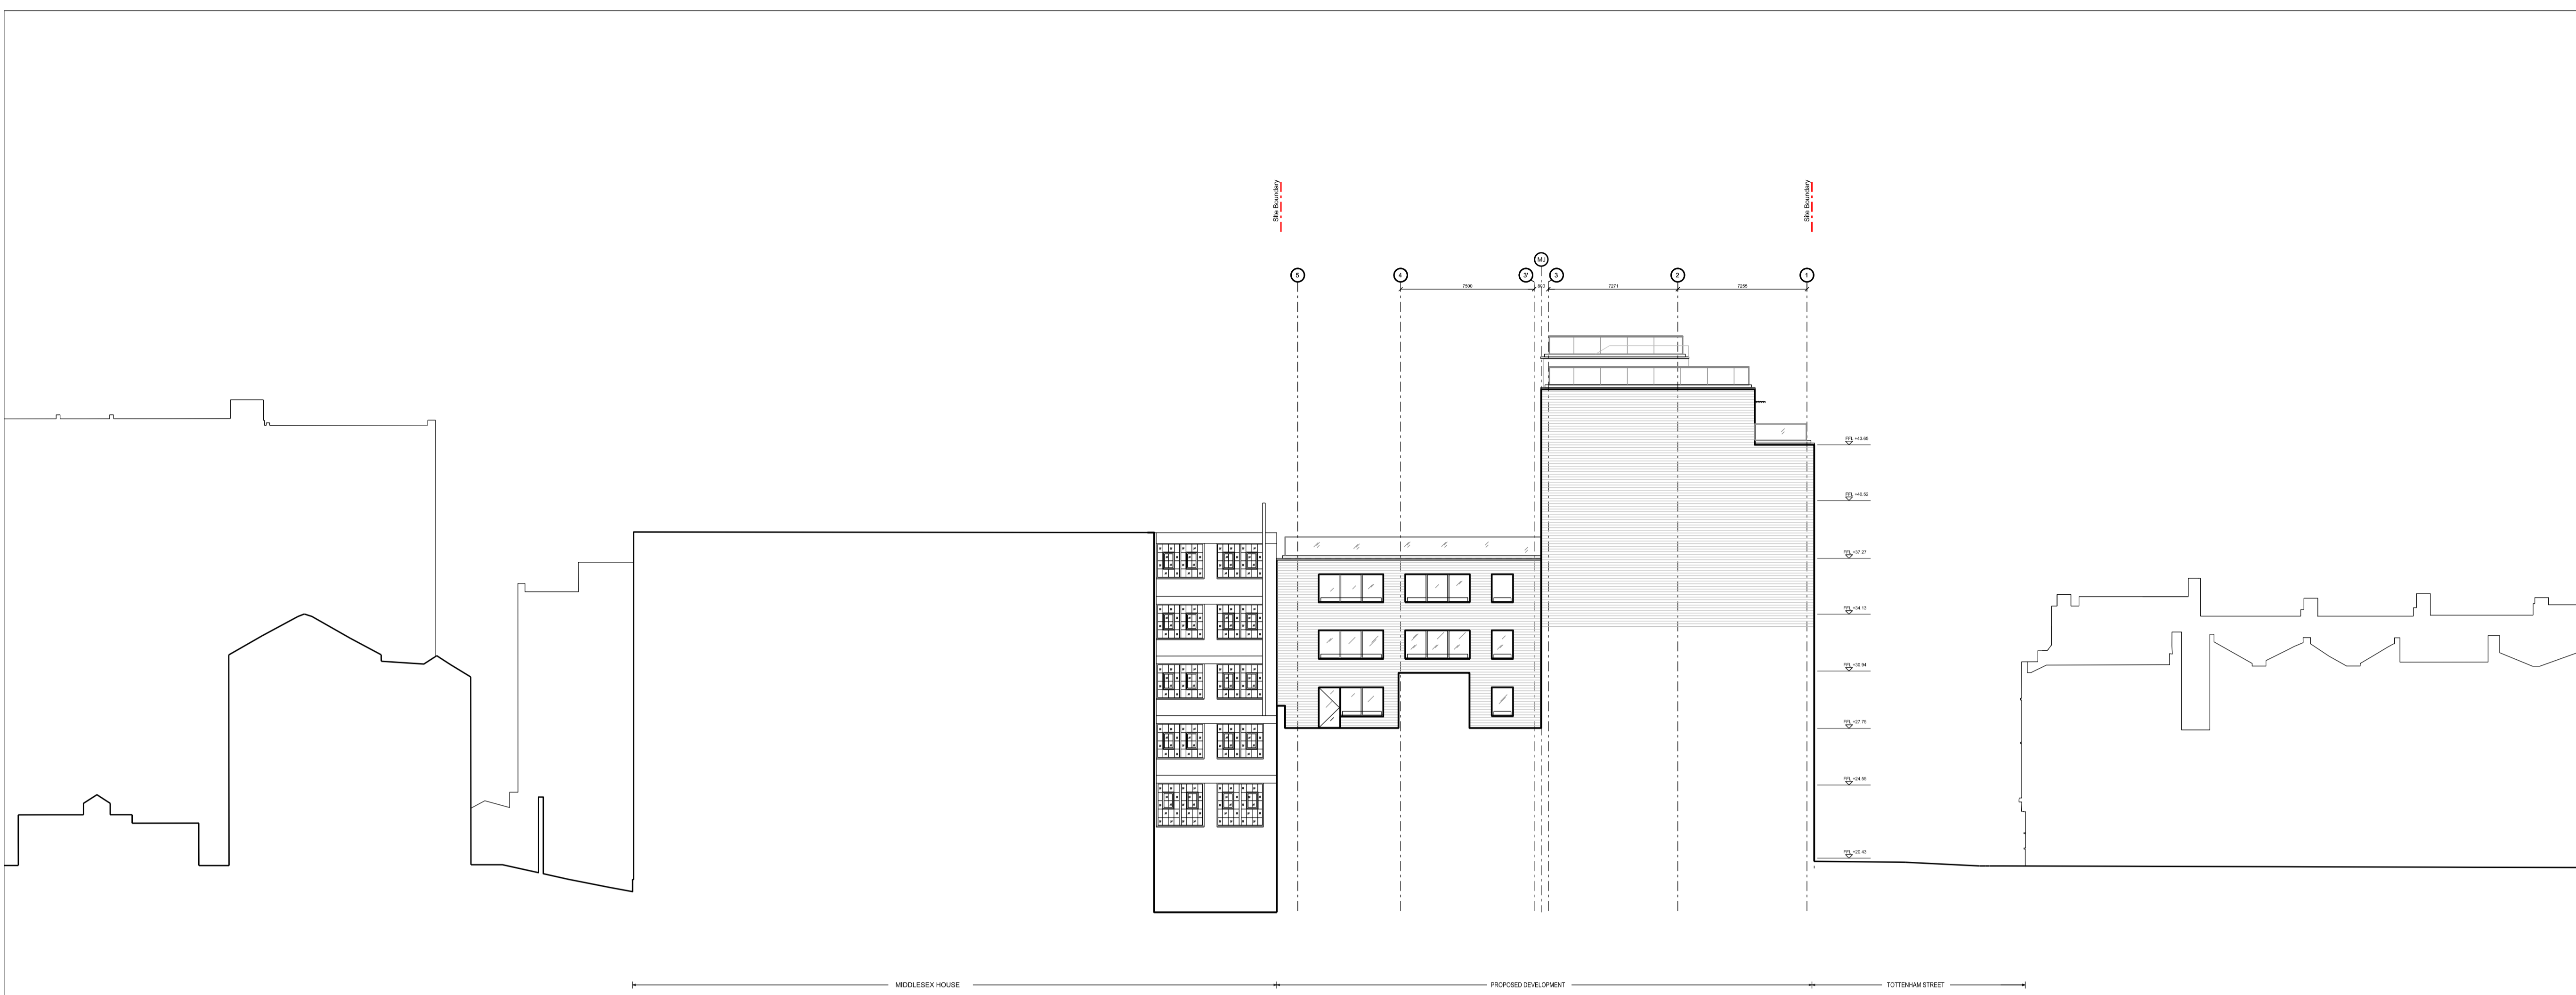 Site Boundary
Site Boundary
MJ
5
4
3'
3
2
1
7500
7271
7255
FFL +43.65
FFL +40.52
FFL +37.27
FFL +34.13
FFL +30.94
FFL +27.75
FFL +24.55
FFL +20.43
MIDDLESEX HOUSE
PROPOSED DEVELOPMENT
TOTTENHAM STREET